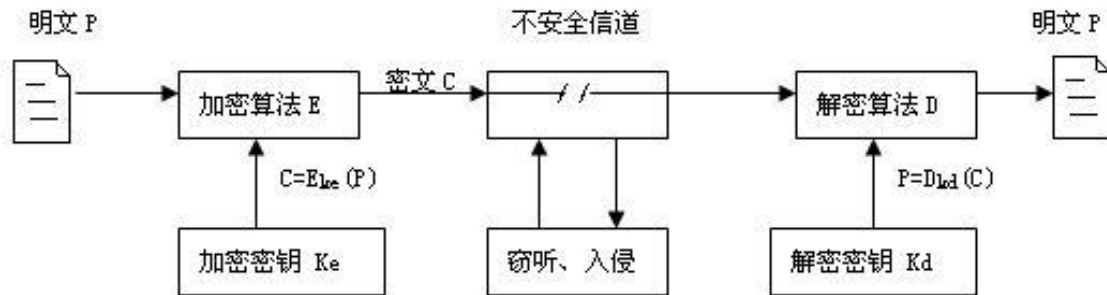 明文 P
不安全信道
明文 P
加密算法 E
密文 C
解密算法 D
C=Eke(P)
P=Dkd(C)
加密密钥 Ke
窃听、入侵
解密密钥 Kd